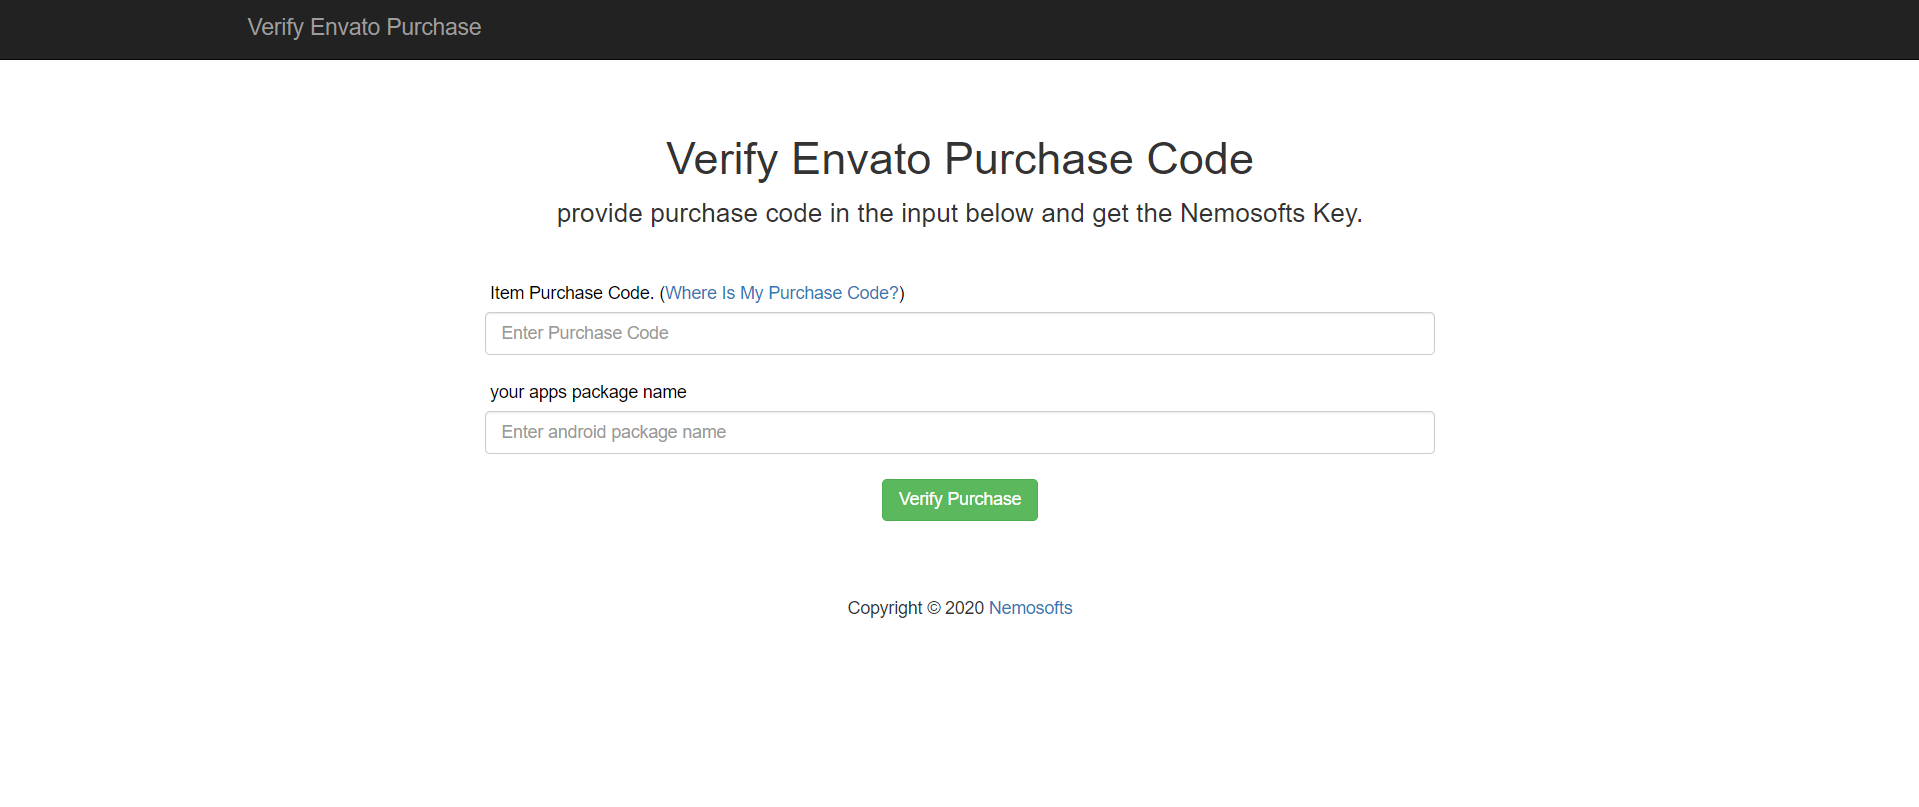 Verify Envato Purchase
Verify Envato Purchase Code
provide purchase code in the input below and get the Nemosofts Key.
Item Purchase Code. (Where Is My Purchase Code?)
Enter Purchase Code
your apps package name
Enter android package name
Verify Purchase
Copyright © 2020 Nemosofts